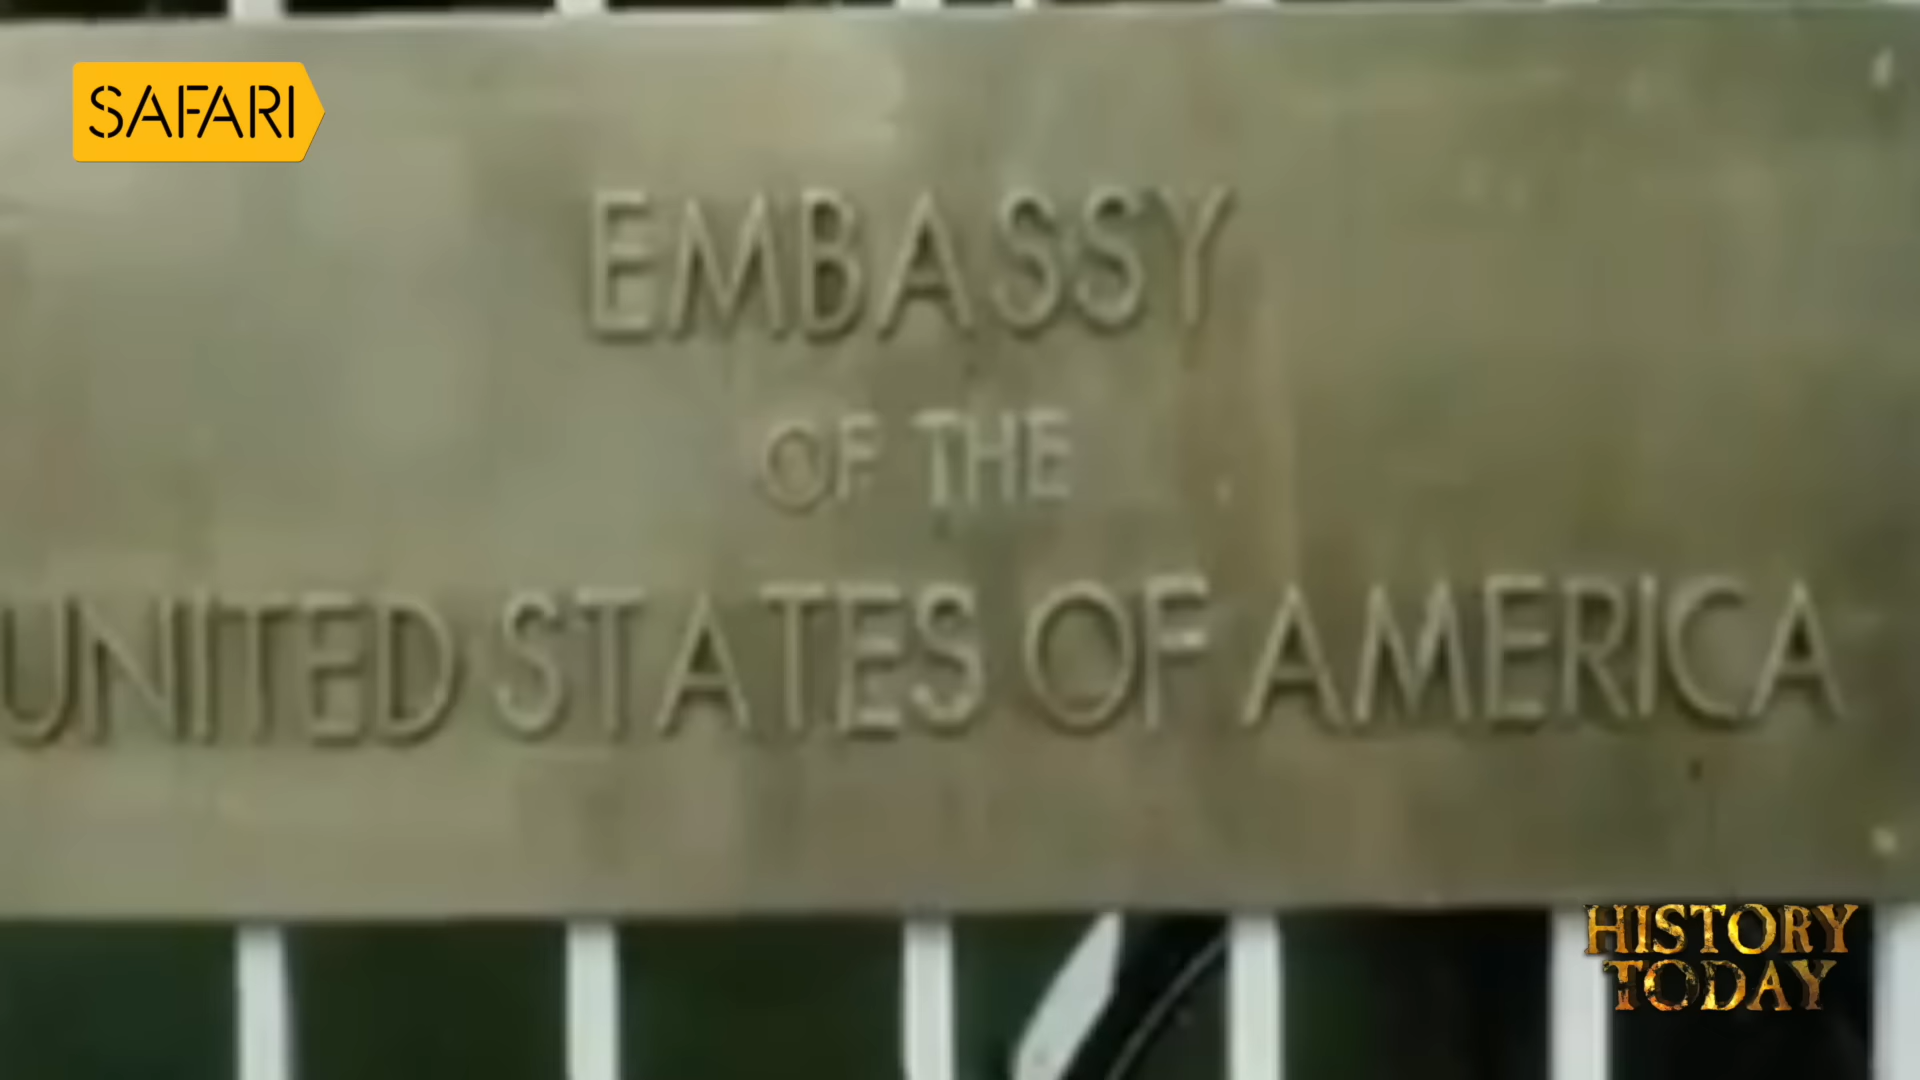 SAFARI
EMBASSY
OF THE
UNITED STATES OF AMERICA
HISTORY
TODAY